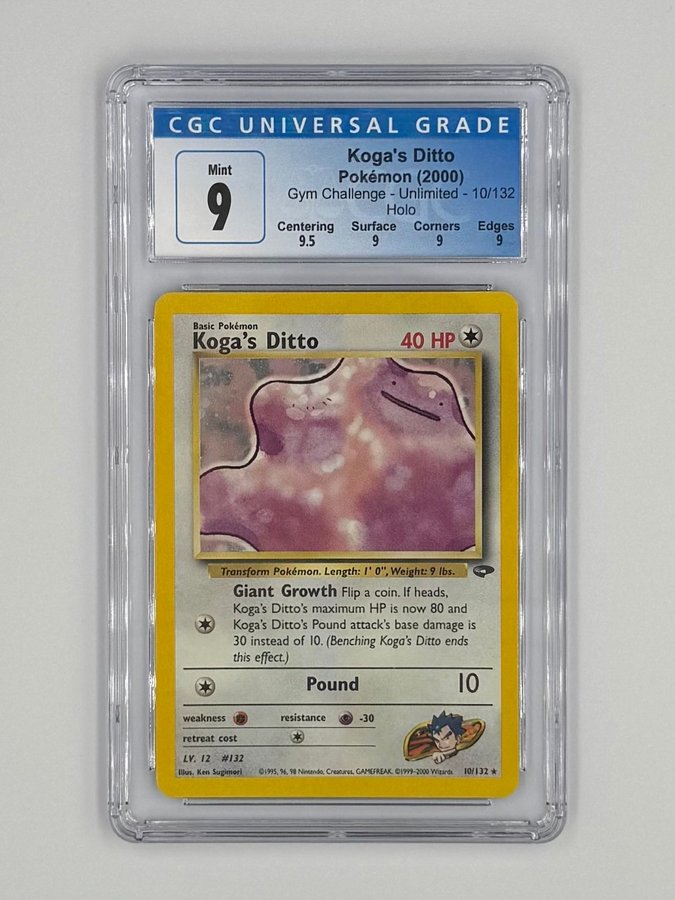 CGC UNIVERSAL GRADE
Mint
9
Koga's Ditto
Pokémon (2000)
Gym Challenge - Unlimited - 10/132
Holo
Centering Surface Corners Edges
9.5 9 9 9
Basic Pokémon
Koga's Ditto 40 HP
Transform Pokémon. Length: 1' 0", Weight: 9 lbs.
Giant Growth Flip a coin. If heads,
Koga's Ditto's maximum HP is now 80 and
Koga's Ditto's Pound attack's base damage is
30 instead of 10. (Benching Koga's Ditto ends
this effect.)
Pound 10
weakness resistance -30
retreat cost
LV. 12 #132
Illus. Ken Sugimori ©1995, 96, 98 Nintendo, Creatures, GAMEFREAK. ©1999-2000 Wizards. 10/132 ★